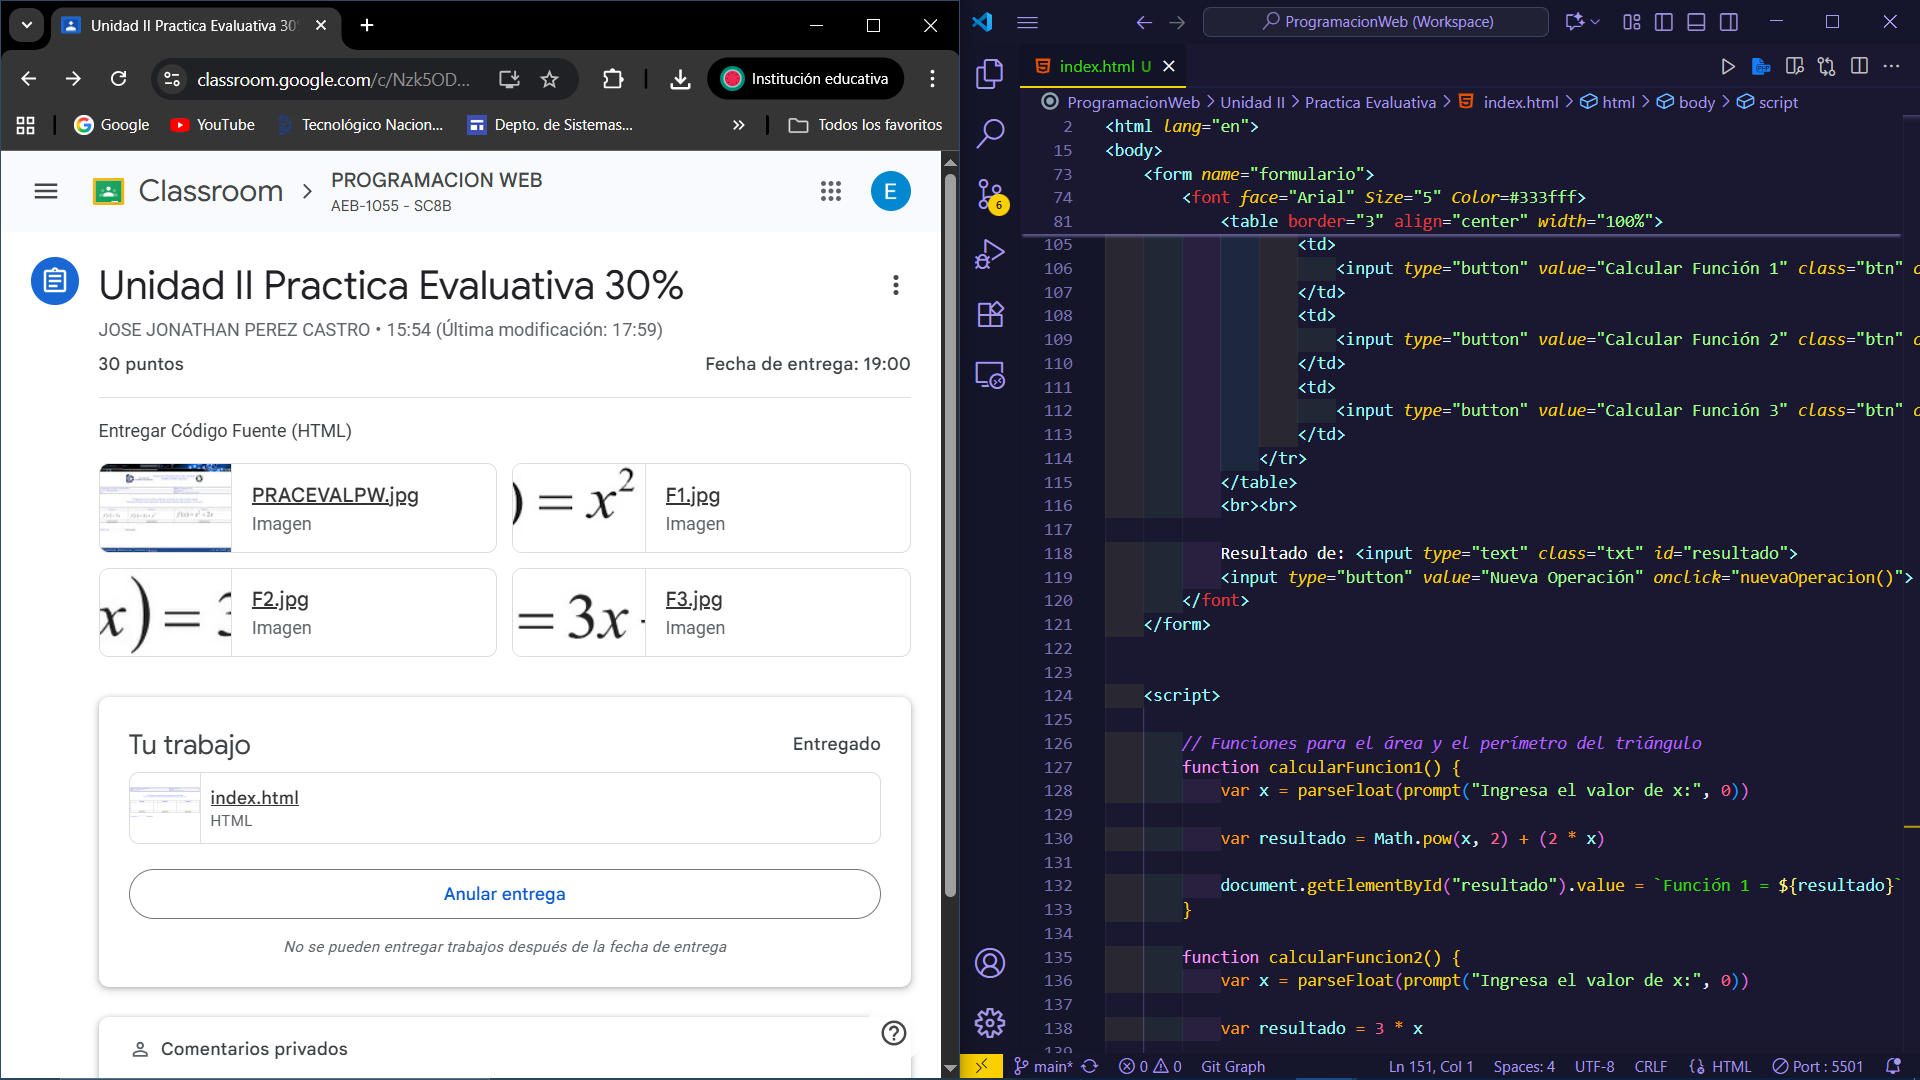 Unidad II Practica Evaluativa 30%
classroom.google.com/c/Nzk5OD...
Institución educativa
Google
YouTube
Tecnológico Nacion...
Depto. de Sistemas...
»
Todos los favoritos
Classroom
PROGRAMACION WEB
AEB-1055 - SC8B
E
Unidad II Practica Evaluativa 30%
JOSE JONATHAN PEREZ CASTRO • 15:54 (Última modificación: 17:59)
30 puntos
Fecha de entrega: 19:00
Entregar Código Fuente (HTML)
PRACEVALPW.jpg
Imagen
) = x²
F1.jpg
Imagen
x) = 3
F2.jpg
Imagen
= 3x
F3.jpg
Imagen
Tu trabajo
Entregado
index.html
HTML
Anular entrega
No se pueden entregar trabajos después de la fecha de entrega
Comentarios privados
ProgramacionWeb (Workspace)
index.html U
ProgramacionWeb > Unidad II > Practica Evaluativa > index.html > html > body > script
2 <html lang="en">
15 <body>
73 <form name="formulario">
74 <font face="Arial" Size="5" Color=#333fff>
81 <table border="3" align="center" width="100%">
105 <td>
106 <input type="button" value="Calcular Función 1" class="btn"
107 </td>
108 <td>
109 <input type="button" value="Calcular Función 2" class="btn"
110 </td>
111 <td>
112 <input type="button" value="Calcular Función 3" class="btn"
113 </td>
114 </tr>
115 </table>
116 <br><br>
117
118 Resultado de: <input type="text" class="txt" id="resultado">
119 <input type="button" value="Nueva Operación" onclick="nuevaOperacion()">
120 </font>
121 </form>
122
123
124 <script>
125
126 // Funciones para el área y el perímetro del triángulo
127 function calcularFuncion1() {
128 var x = parseFloat(prompt("Ingresa el valor de x:", 0))
129
130 var resultado = Math.pow(x, 2) + (2 * x)
131
132 document.getElementById("resultado").value = `Función 1 = ${resultado}`
133 }
134
135 function calcularFuncion2() {
136 var x = parseFloat(prompt("Ingresa el valor de x:", 0))
137
138 var resultado = 3 * x
139
6
main*
0 0
Git Graph
Ln 151, Col 1
Spaces: 4
UTF-8
CRLF
HTML
Port : 5501